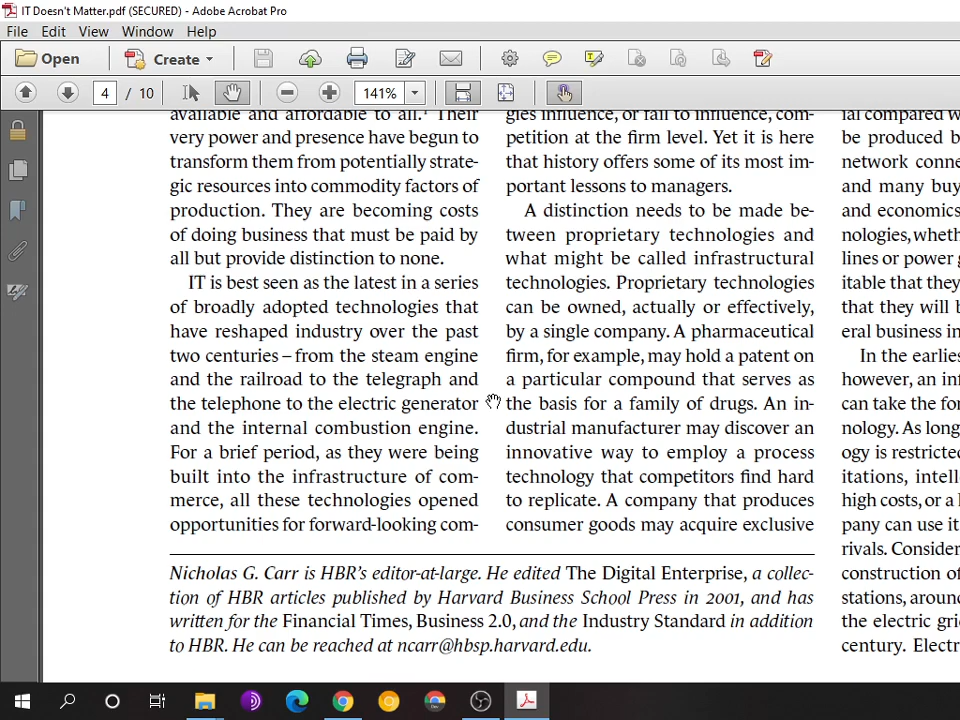 IT Doesn't Matter.pdf (SECURED) - Adobe Acrobat Pro
File Edit View Window Help
Open Create
4 / 10 141%
available and affordable to all.¹ Their
very power and presence have begun to
transform them from potentially strate-
gic resources into commodity factors of
production. They are becoming costs
of doing business that must be paid by
all but provide distinction to none.
IT is best seen as the latest in a series
of broadly adopted technologies that
have reshaped industry over the past
two centuries – from the steam engine
and the railroad to the telegraph and
the telephone to the electric generator
and the internal combustion engine.
For a brief period, as they were being
built into the infrastructure of com-
merce, all these technologies opened
opportunities for forward-looking com-
gies influence, or fail to influence, com-
petition at the firm level. Yet it is here
that history offers some of its most im-
portant lessons to managers.
A distinction needs to be made be-
tween proprietary technologies and
what might be called infrastructural
technologies. Proprietary technologies
can be owned, actually or effectively,
by a single company. A pharmaceutical
firm, for example, may hold a patent on
a particular compound that serves as
the basis for a family of drugs. An in-
dustrial manufacturer may discover an
innovative way to employ a process
technology that competitors find hard
to replicate. A company that produces
consumer goods may acquire exclusive
ial compared w
be produced b
network conne
and many buy
and economics
nologies, wheth
lines or power g
itable that they
that they will b
eral business in
In the earlies
however, an inf
can take the for
nology. As long
ogy is restricted
itations, intell
high costs, or a l
pany can use it
rivals. Consider
construction of
stations, aroun
the electric gri
century. Electr
Nicholas G. Carr is HBR's editor-at-large. He edited The Digital Enterprise, a collec-
tion of HBR articles published by Harvard Business School Press in 2001, and has
written for the Financial Times, Business 2.0, and the Industry Standard in addition
to HBR. He can be reached at ncarr@hbsp.harvard.edu.